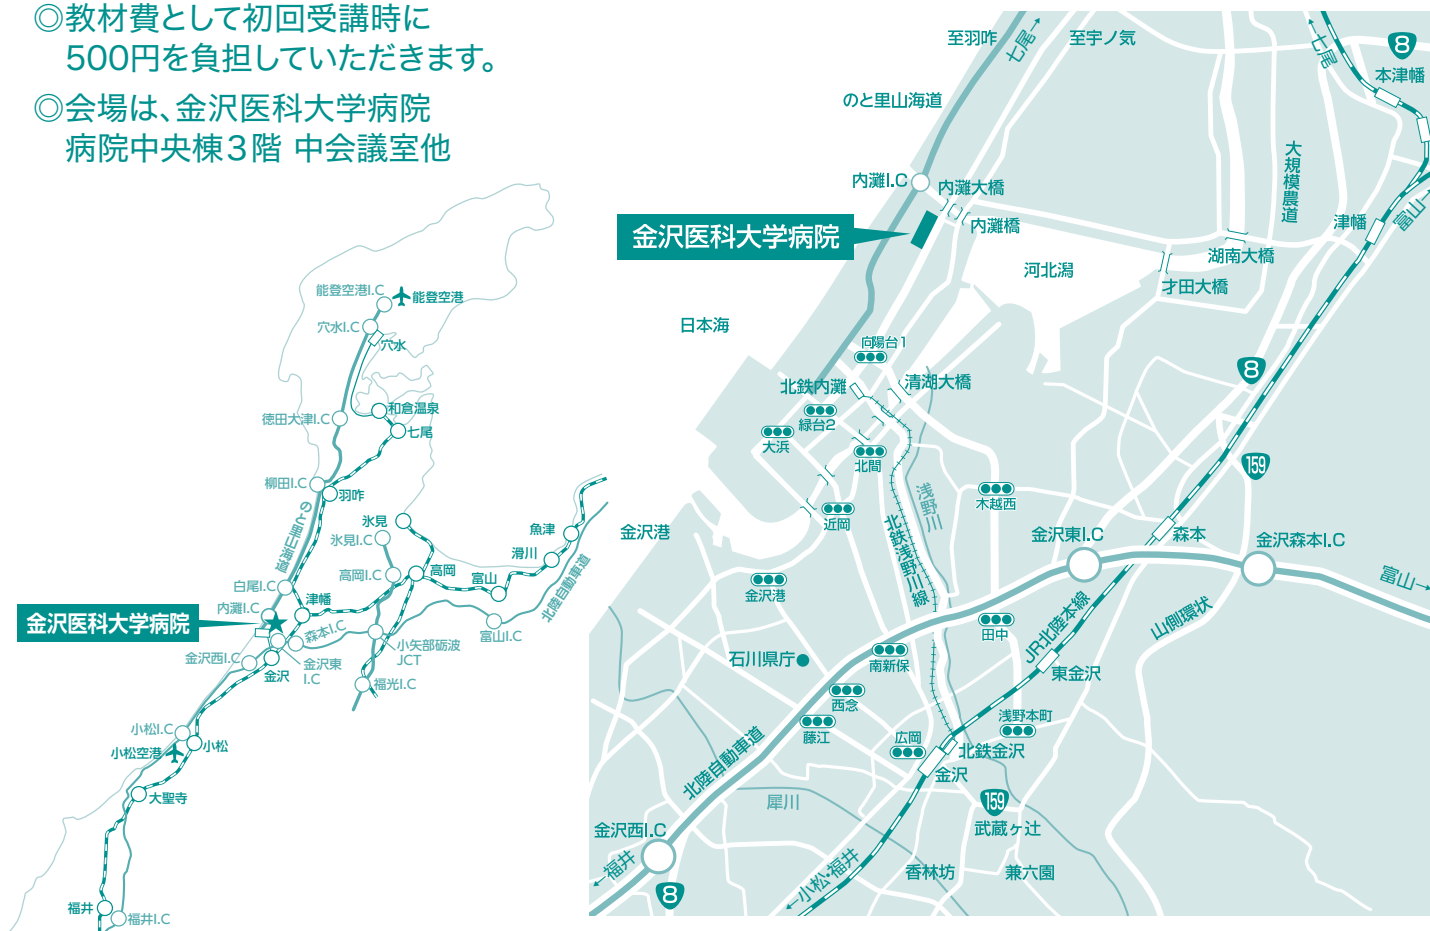 ◎教材費として初回受講時に
500円を負担していただきます。
◎会場は、金沢医科大学病院
病院中央棟3階 中会議室他
能登空港I.C
能登空港
穴水I.C
穴水
徳田大津I.C
和倉温泉
七尾
柳田I.C
羽咋
のと里山海道
氷見
氷見I.C
魚津
滑川
高岡I.C
高岡
富山
北陸自動車道
白尾I.C
内灘I.C
津幡
金沢医科大学病院
森本I.C
富山I.C
小矢部砺波
JCT
金沢西I.C
金沢
金沢東
I.C
福光I.C
小松I.C
小松空港
小松
大聖寺
福井
福井I.C
至羽咋
七尾→
至宇ノ気
七尾
8
本津幡
のと里山海道
大規模農道
内灘I.C
内灘大橋
内灘橋
金沢医科大学病院
津幡
富山→
湖南大橋
河北潟
才田大橋
日本海
向陽台1
8
北鉄内灘
清湖大橋
緑台2
大浜
北間
159
浅野川
木越西
近岡
北鉄浅野川線
金沢港
金沢東I.C
森本
金沢森本I.C
富山→
金沢港
田中
JR北陸本線
山側環状
石川県庁
南新保
東金沢
西念
藤江
広岡
浅野本町
北鉄金沢
金沢
北陸自動車道
犀川
159
武蔵ヶ辻
金沢西I.C
←福井
←小松・福井
香林坊
兼六園
8